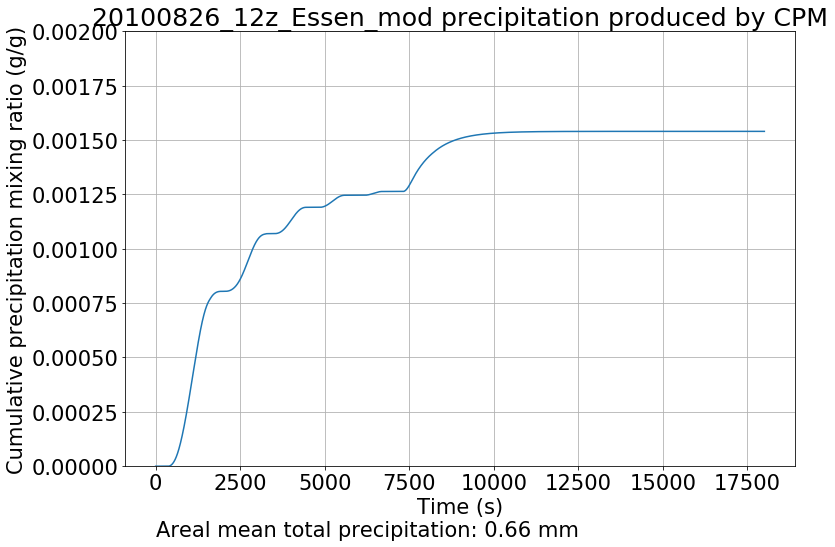 20100826_12z_Essen_mod precipitation produced by CPM
Cumulative precipitation mixing ratio (g/g)
0.00200
0.00175
0.00150
0.00125
0.00100
0.00075
0.00050
0.00025
0.00000
0 2500 5000 7500 10000 12500 15000 17500
Time (s)
Areal mean total precipitation: 0.66 mm